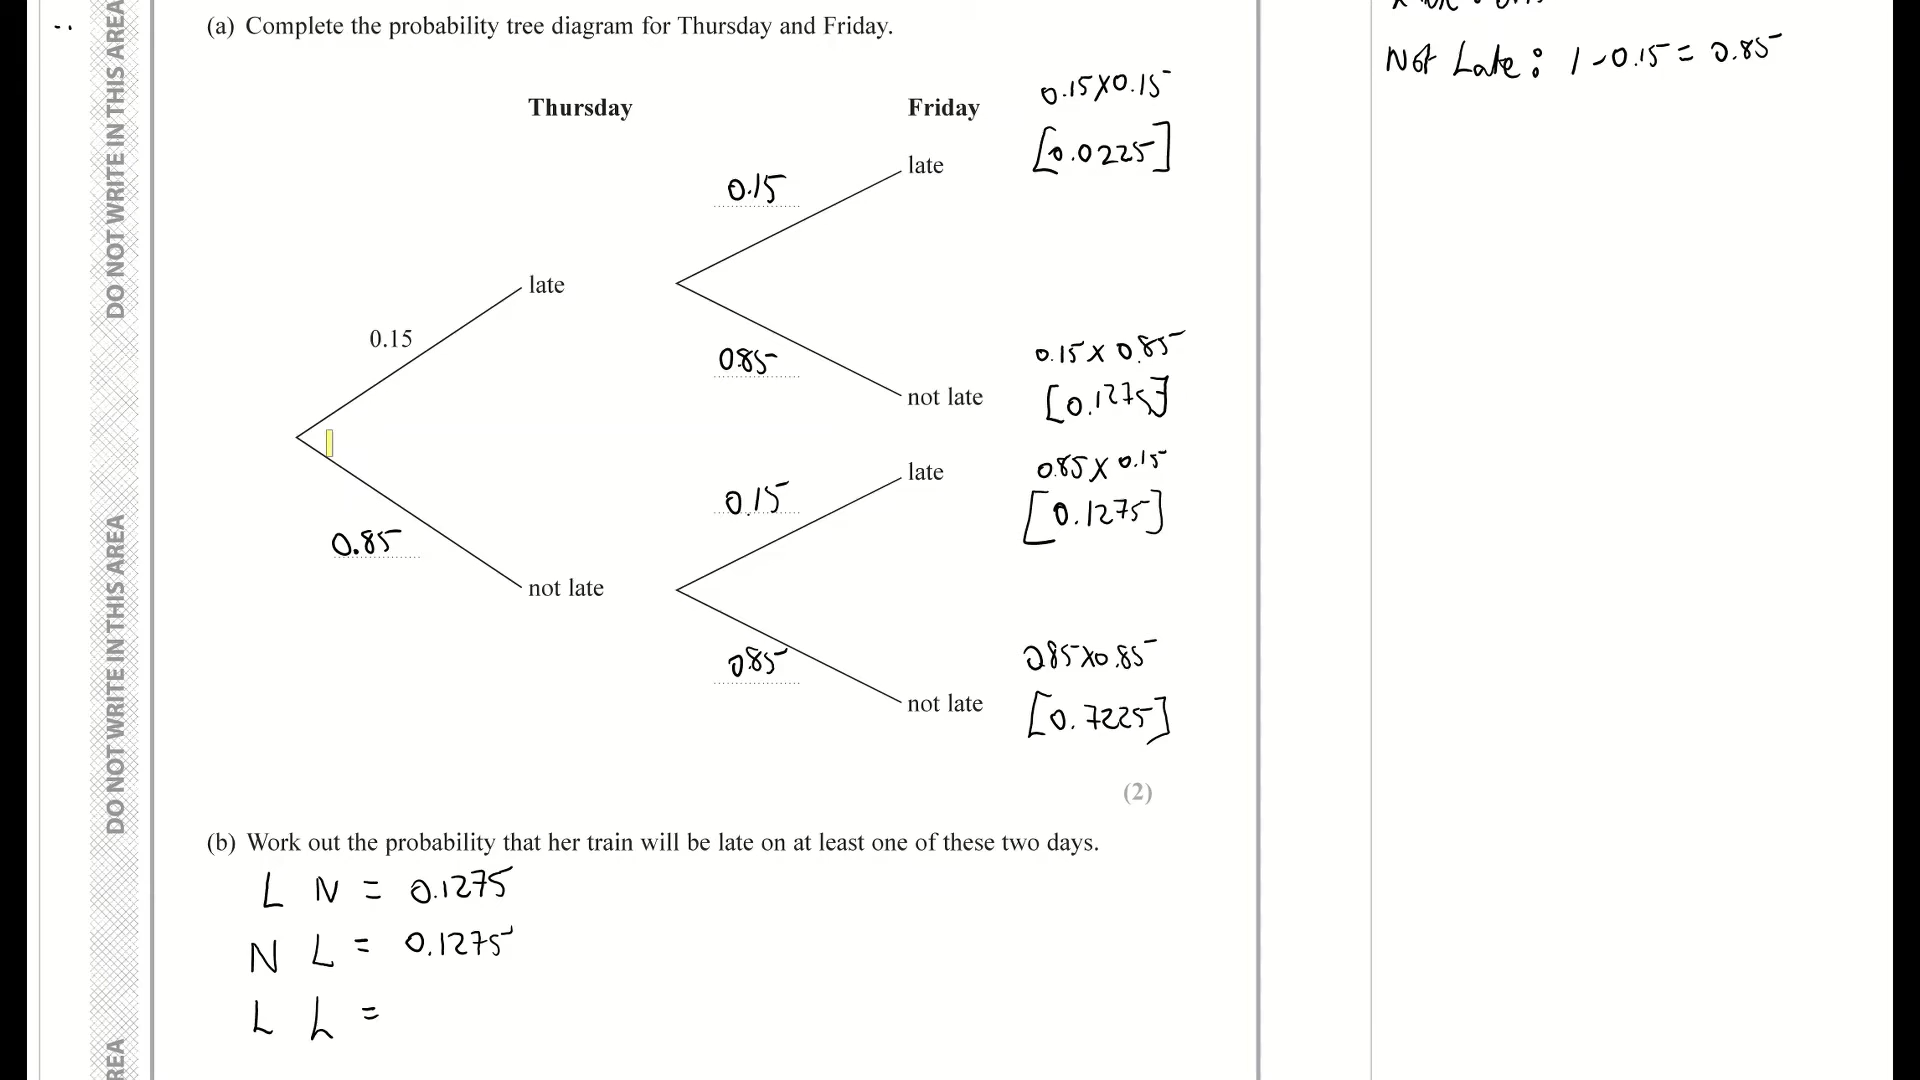 (a) Complete the probability tree diagram for Thursday and Friday.
Not Late : 1 - 0.15 = 0.85
Thursday
Friday
0.15 X 0.15
[0.0225]
late
0.15
late
0.15
0.85
0.15 x 0.85
[0.1275]
not late
0.85 X 0.15
[0.1275]
late
0.15
0.85
not late
0.85
0.85 X 0.85
[0.7225]
not late
(2)
(b) Work out the probability that her train will be late on at least one of these two days.
L N = 0.1275
N L = 0.1275
L L =
DO NOT WRITE IN THIS AREA
DO NOT WRITE IN THIS AREA
REA